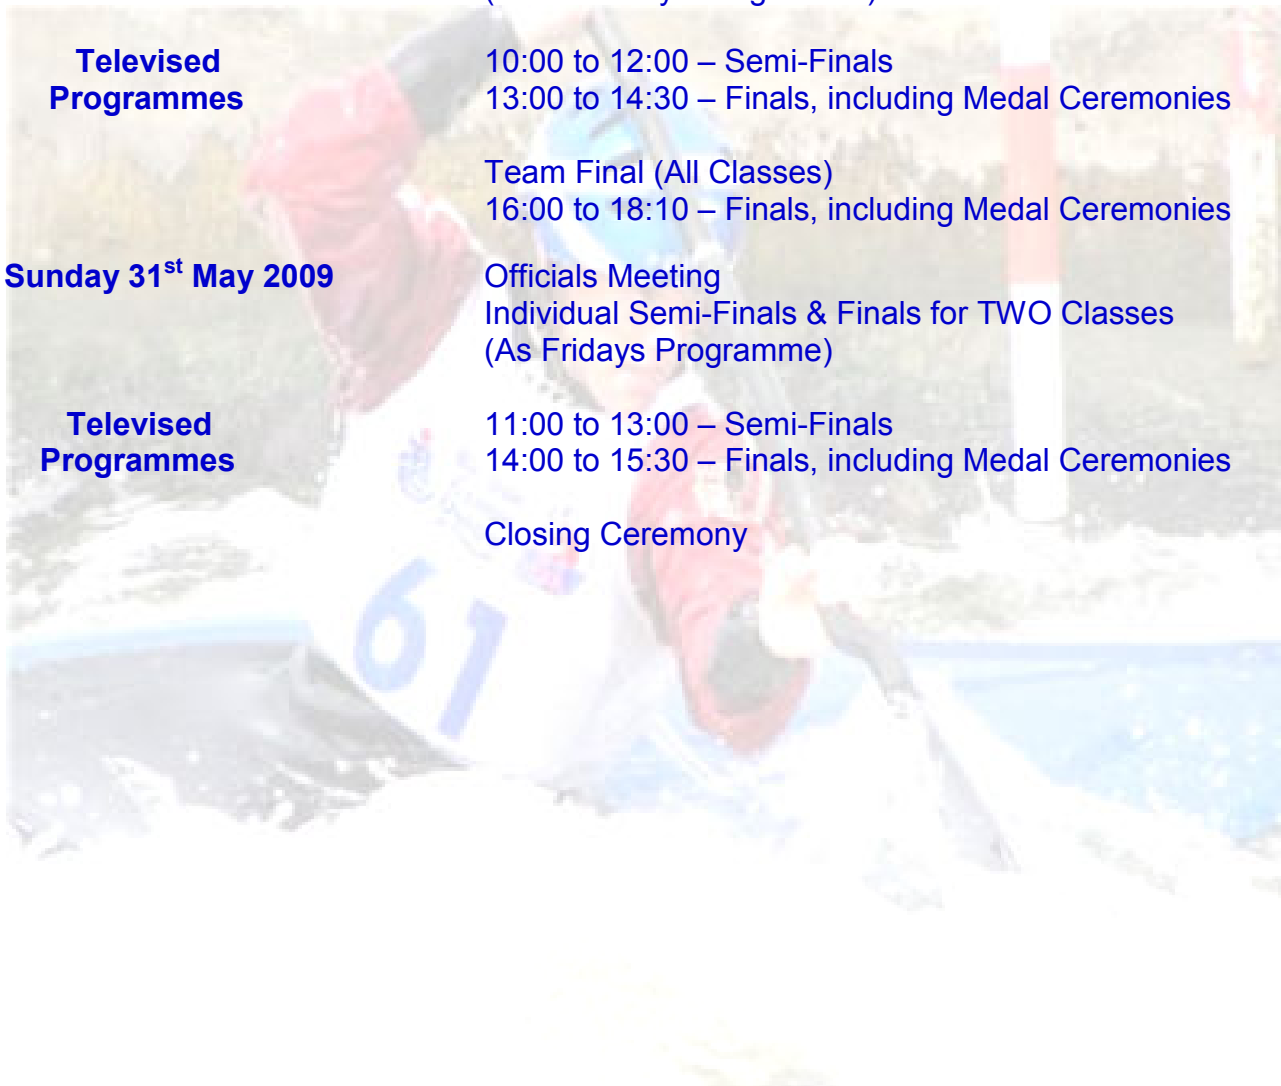 Televised 10:00 to 12:00 – Semi-Finals
Programmes 13:00 to 14:30 – Finals, including Medal Ceremonies
Team Final (All Classes)
16:00 to 18:10 – Finals, including Medal Ceremonies
Sunday 31st May 2009 Officials Meeting
Individual Semi-Finals & Finals for TWO Classes
(As Fridays Programme)
Televised 11:00 to 13:00 – Semi-Finals
Programmes 14:00 to 15:30 – Finals, including Medal Ceremonies
Closing Ceremony
61